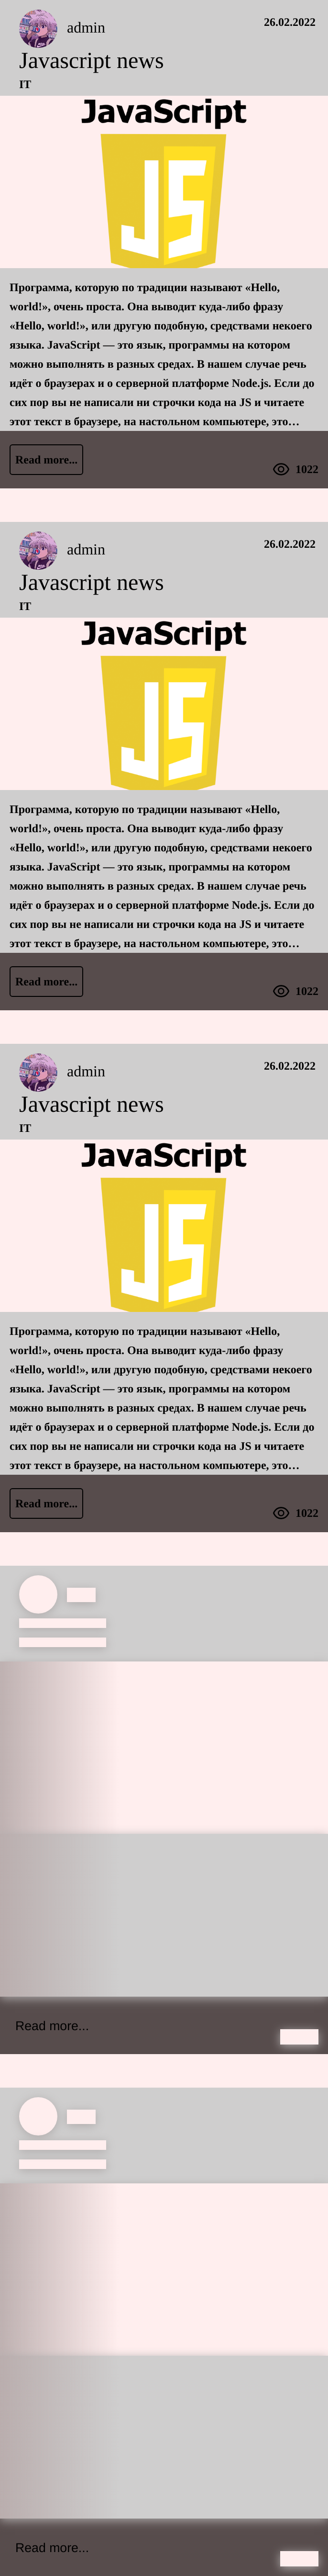 admin
26.02.2022
Javascript news
IT
JavaScript
JS
Программа, которую по традиции называют «Hello,
world!», очень проста. Она выводит куда-либо фразу
«Hello, world!», или другую подобную, средствами некоего
языка. JavaScript — это язык, программы на котором
можно выполнять в разных средах. В нашем случае речь
идёт о браузерах и о серверной платформе Node.js. Если до
сих пор вы не написали ни строчки кода на JS и читаете
этот текст в браузере, на настольном компьютере, это…
Read more...
1022
admin
26.02.2022
Javascript news
IT
JavaScript
JS
Программа, которую по традиции называют «Hello,
world!», очень проста. Она выводит куда-либо фразу
«Hello, world!», или другую подобную, средствами некоего
языка. JavaScript — это язык, программы на котором
можно выполнять в разных средах. В нашем случае речь
идёт о браузерах и о серверной платформе Node.js. Если до
сих пор вы не написали ни строчки кода на JS и читаете
этот текст в браузере, на настольном компьютере, это…
Read more...
1022
admin
26.02.2022
Javascript news
IT
JavaScript
JS
Программа, которую по традиции называют «Hello,
world!», очень проста. Она выводит куда-либо фразу
«Hello, world!», или другую подобную, средствами некоего
языка. JavaScript — это язык, программы на котором
можно выполнять в разных средах. В нашем случае речь
идёт о браузерах и о серверной платформе Node.js. Если до
сих пор вы не написали ни строчки кода на JS и читаете
этот текст в браузере, на настольном компьютере, это…
Read more...
1022
Read more...
Read more...